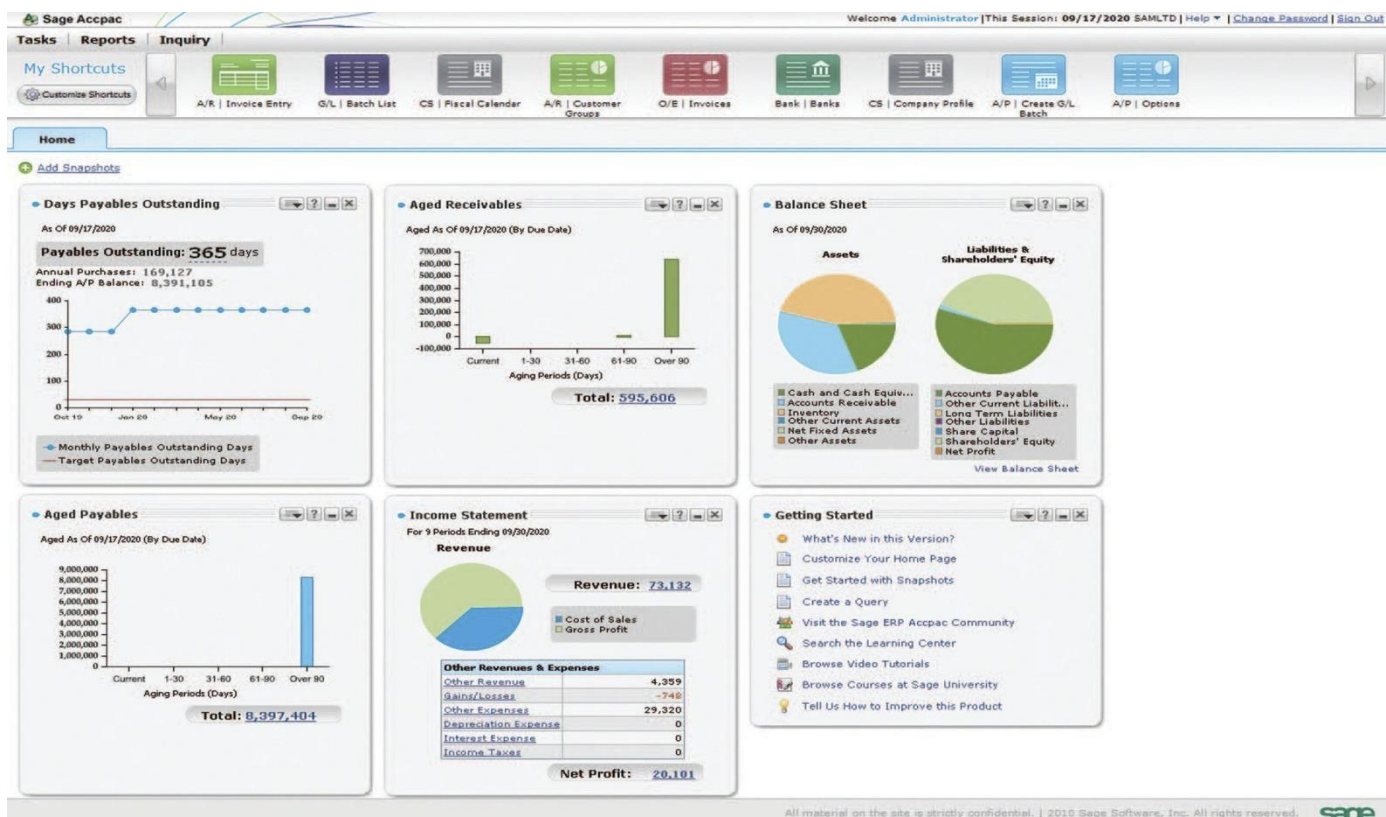 Sage Accpac
Welcome Administrator |This Session: 09/17/2020 SAMLTD | Help | Change Password | Sign Out
Tasks | Reports | Inquiry
My Shortcuts
Customize Shortcuts
A/R | Invoice Entry
G/L | Batch List
CS | Fiscal Calendar
A/R | Customer
Groups
O/E | Invoices
Bank | Banks
CS | Company Profile
A/P | Create G/L
Batch
A/P | Options
Home
Add Snapshots
Days Payables Outstanding
?
As Of 09/17/2020
Payables Outstanding: 365 days
Annual Purchases: 169,127
Ending A/P Balance: 8,391,105
400
300
200
100
0
Oct 19 Jan 20 May 20 Sep 20
Monthly Payables Outstanding Days
Target Payables Outstanding Days
Aged Receivables
?
Aged As Of 09/17/2020 (By Due Date)
700,000
600,000
500,000
400,000
300,000
200,000
100,000
0
-100,000
Current 1-30 31-60 61-90 Over 90
Aging Periods (Days)
Total: 595,606
Balance Sheet
?
As Of 09/30/2020
Assets
Liabilities &
Shareholders' Equity
Cash and Cash Equiv...
Accounts Receivable
Inventory
Other Current Assets
Net Fixed Assets
Other Assets
Accounts Payable
Other Current Liabilit...
Long Term Liabilities
Other Liabilities
Share Capital
Shareholders' Equity
Net Profit
View Balance Sheet
Aged Payables
?
Aged As Of 09/17/2020 (By Due Date)
9,000,000
8,000,000
7,000,000
6,000,000
5,000,000
4,000,000
3,000,000
2,000,000
1,000,000
0
Current 1-30 31-60 61-90 Over 90
Aging Periods (Days)
Total: 8,397,404
Income Statement
?
For 9 Periods Ending 09/30/2020
Revenue
Revenue: 73,132
Cost of Sales
Gross Profit
Other Revenues & Expenses
Other Revenue 4,359
Gains/Losses -748
Other Expenses 29,320
Depreciation Expense 0
Interest Expense 0
Income Taxes 0
Net Profit: 20,101
Getting Started
?
What's New in this Version?
Customize Your Home Page
Get Started with Snapshots
Create a Query
Visit the Sage ERP Accpac Community
Search the Learning Center
Browse Video Tutorials
Browse Courses at Sage University
Tell Us How to Improve this Product
All material on the site is strictly confidential. | 2010 Sage Software, Inc. All rights reserved.
sage